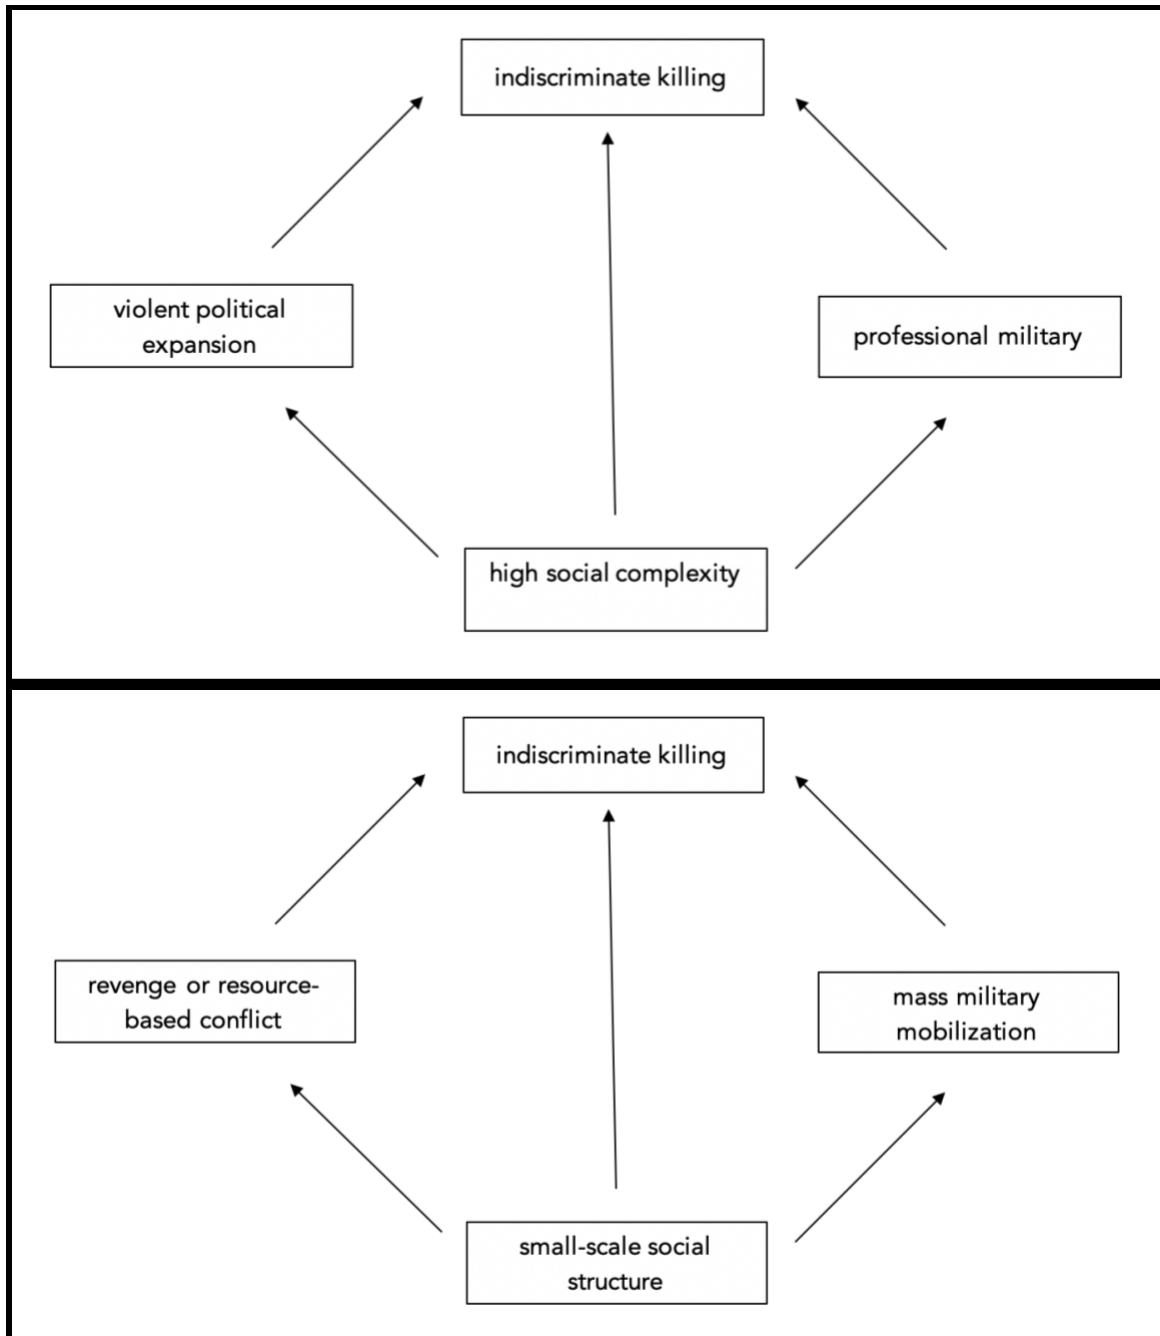 indiscriminate killing
violent political
expansion
professional military
high social complexity
indiscriminate killing
revenge or resource-
based conflict
mass military
mobilization
small-scale social
structure